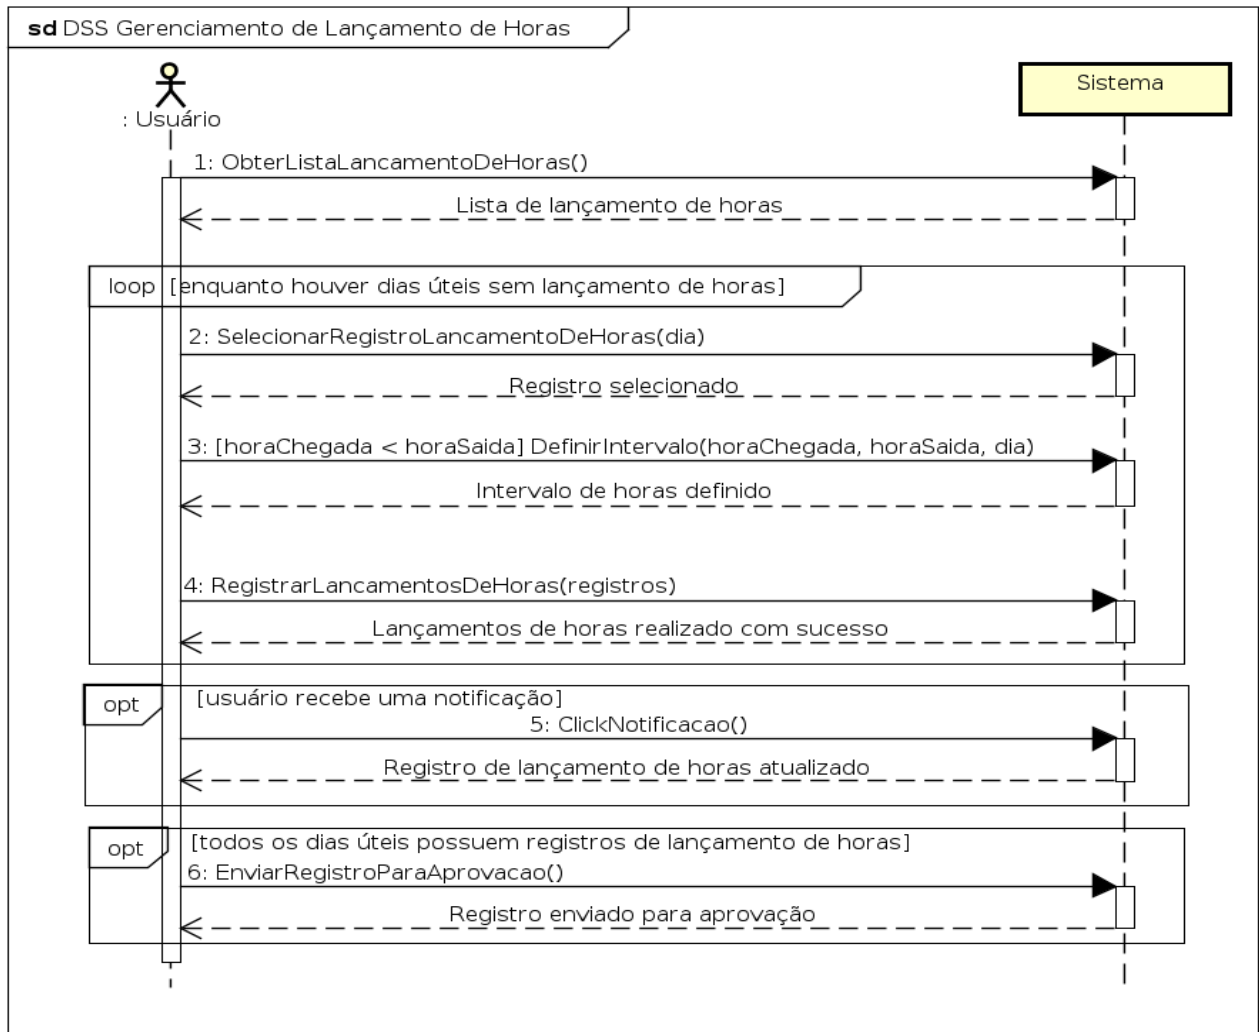 sd DSS Gerenciamento de Lançamento de Horas
: Usuário
Sistema
1: ObterListaLancamentoDeHoras()
Lista de lançamento de horas
loop [enquanto houver dias úteis sem lançamento de horas]
2: SelecionarRegistroLancamentoDeHoras(dia)
Registro selecionado
3: [horaChegada < horaSaida] DefinirIntervalo(horaChegada, horaSaida, dia)
Intervalo de horas definido
4: RegistrarLancamentosDeHoras(registros)
Lançamentos de horas realizado com sucesso
opt [usuário recebe uma notificação]
5: ClickNotificacao()
Registro de lançamento de horas atualizado
opt [todos os dias úteis possuem registros de lançamento de horas]
6: EnviarRegistroParaAprovacao()
Registro enviado para aprovação